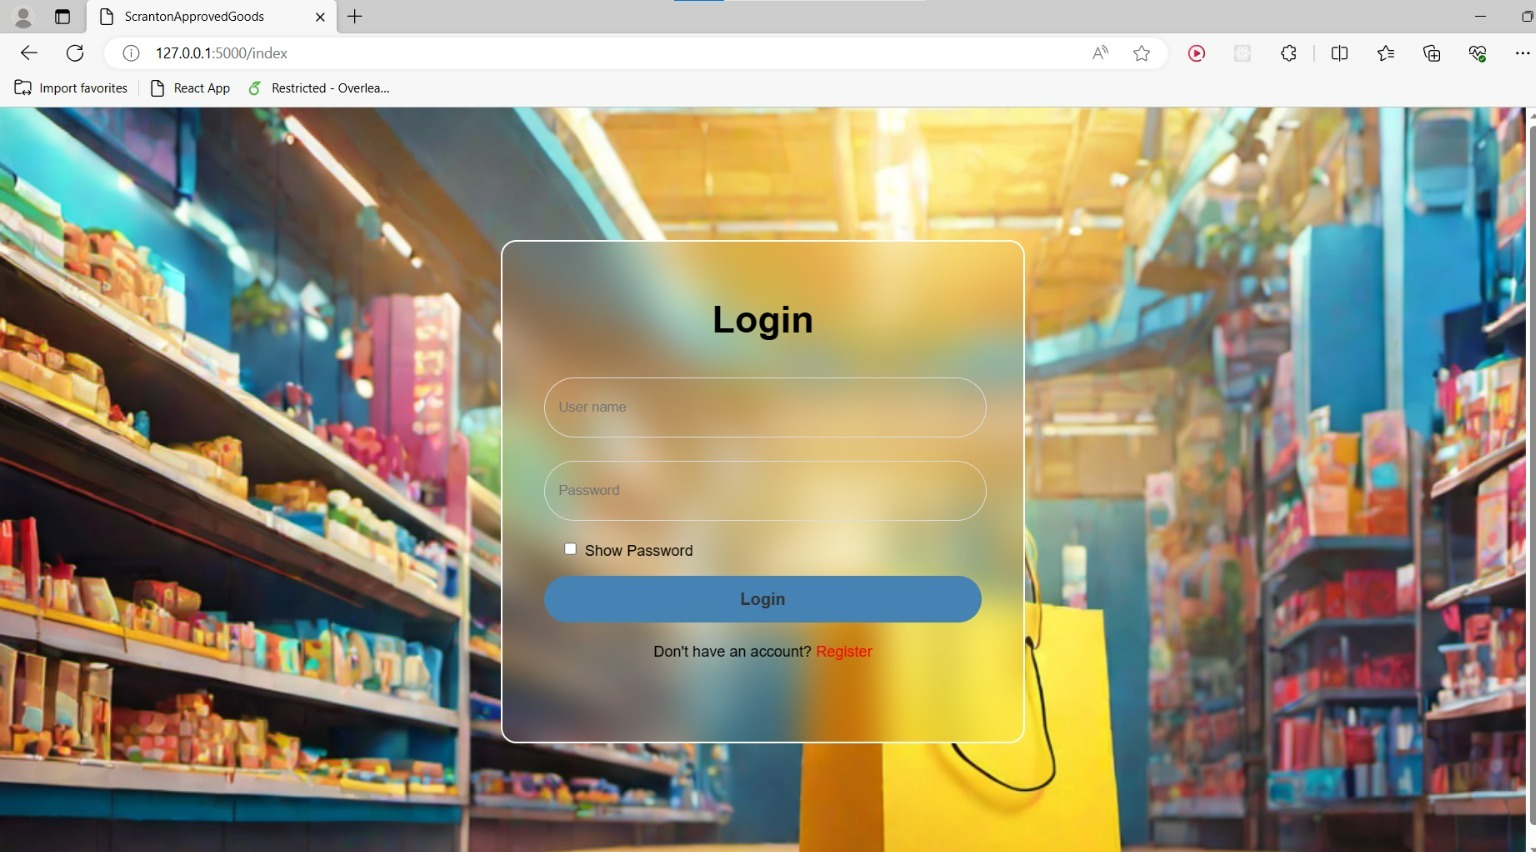 ScrantonApprovedGoods
127.0.0.1:5000/index
Import favorites
React App
Restricted - Overlea...
Login
User name
Password
Show Password
Login
Don't have an account? Register